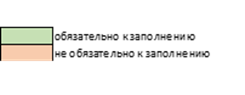 обязательно к заполнению
не обязательно к заполнению